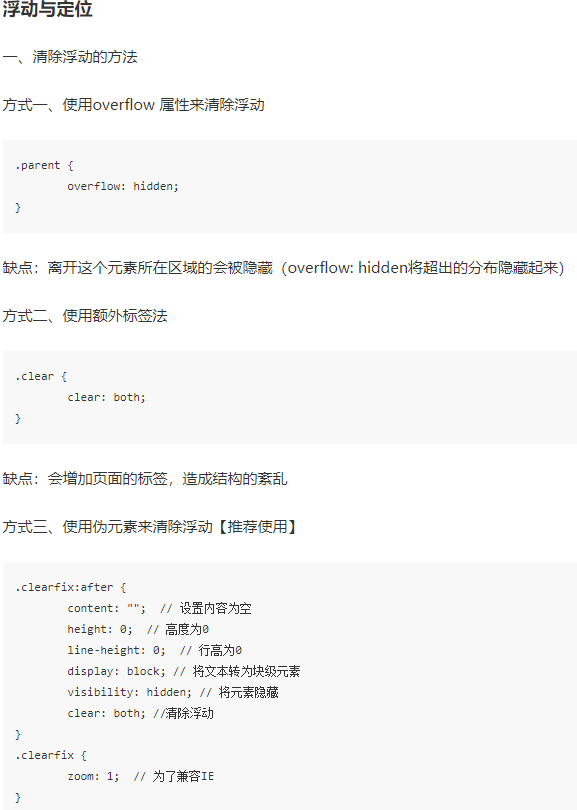 浮动与定位
一、清除浮动的方法
方式一、使用overflow 属性来清除浮动
.parent {
        overflow: hidden;
}
缺点：离开这个元素所在区域的会被隐藏（overflow: hidden将超出的分布隐藏起来）
方式二、使用额外标签法
.clear {
        clear: both;
}
缺点：会增加页面的标签，造成结构的紊乱
方式三、使用伪元素来清除浮动【推荐使用】
.clearfix:after {
        content: "";  // 设置内容为空
        height: 0;  // 高度为0
        line-height: 0;  // 行高为0
        display: block; // 将文本转为块级元素
        visibility: hidden; // 将元素隐藏
        clear: both; //清除浮动
}
.clearfix {
        zoom: 1;  // 为了兼容IE
}